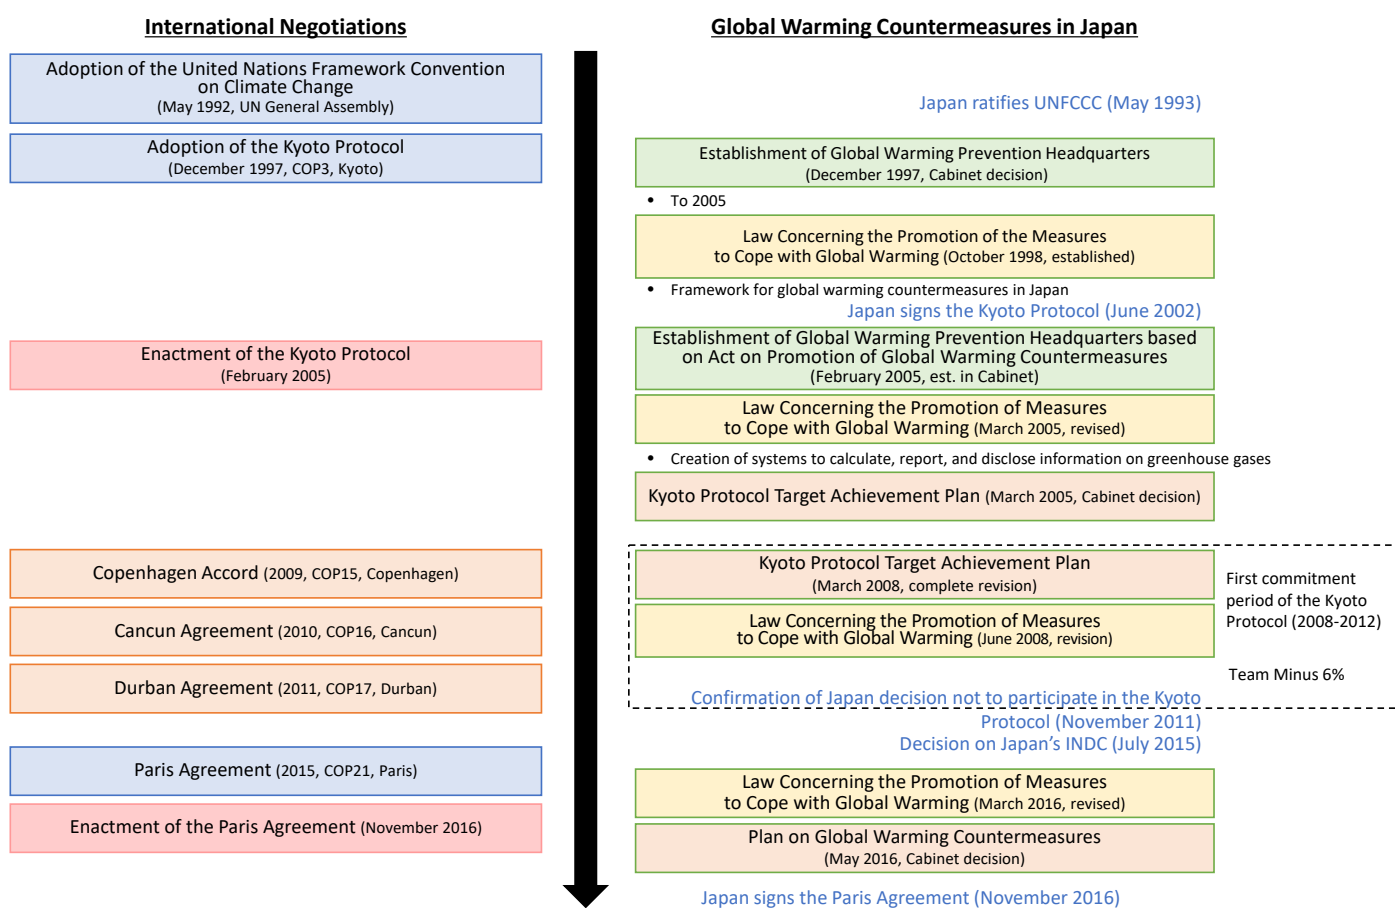 International Negotiations
Adoption of the United Nations Framework Convention
on Climate Change
(May 1992, UN General Assembly)
Adoption of the Kyoto Protocol
(December 1997, COP3, Kyoto)
Enactment of the Kyoto Protocol
(February 2005)
Copenhagen Accord (2009, COP15, Copenhagen)
Cancun Agreement (2010, COP16, Cancun)
Durban Agreement (2011, COP17, Durban)
Paris Agreement (2015, COP21, Paris)
Enactment of the Paris Agreement (November 2016)
Global Warming Countermeasures in Japan
Japan ratifies UNFCCC (May 1993)
Establishment of Global Warming Prevention Headquarters
(December 1997, Cabinet decision)
• To 2005
Law Concerning the Promotion of the Measures
to Cope with Global Warming (October 1998, established)
• Framework for global warming countermeasures in Japan
Japan signs the Kyoto Protocol (June 2002)
Establishment of Global Warming Prevention Headquarters based
on Act on Promotion of Global Warming Countermeasures
(February 2005, est. in Cabinet)
Law Concerning the Promotion of Measures
to Cope with Global Warming (March 2005, revised)
• Creation of systems to calculate, report, and disclose information on greenhouse gases
Kyoto Protocol Target Achievement Plan (March 2005, Cabinet decision)
Kyoto Protocol Target Achievement Plan
(March 2008, complete revision)
Law Concerning the Promotion of Measures
to Cope with Global Warming (June 2008, revision)
First commitment
period of the Kyoto
Protocol (2008-2012)
Team Minus 6%
Confirmation of Japan decision not to participate in the Kyoto
Protocol (November 2011)
Decision on Japan's INDC (July 2015)
Law Concerning the Promotion of Measures
to Cope with Global Warming (March 2016, revised)
Plan on Global Warming Countermeasures
(May 2016, Cabinet decision)
Japan signs the Paris Agreement (November 2016)